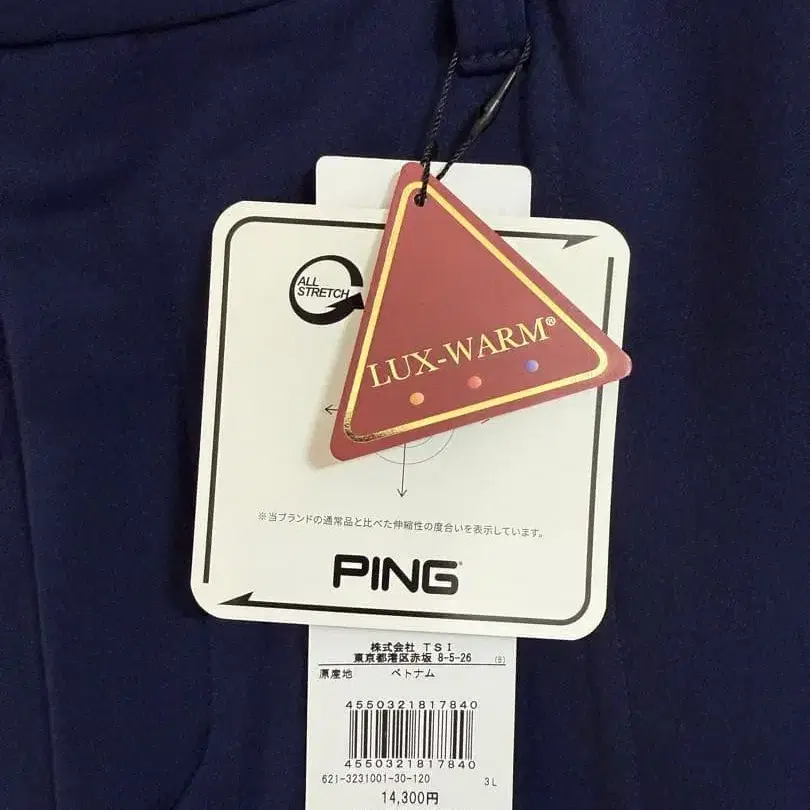 ALL
STRETCH
LUX-WARM®
※当ブランドの通常品と比べた伸縮性の度合いを表示しています。
PING
株式会社 TSI
東京都港区赤坂 8-5-26 (B)
原産地 ベトナム
4550321817840
4550321817840
621-3231001-30-120 3L
14,300円